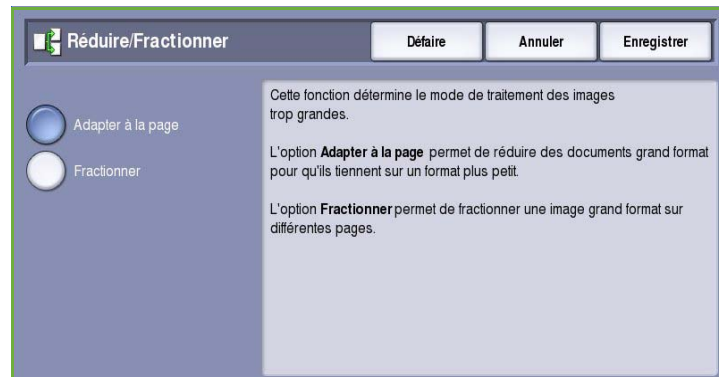 Réduire/Fractionner
Défaire
Annuler
Enregistrer
Adapter à la page
Fractionner
Cette fonction détermine le mode de traitement des images
trop grandes.
L'option Adapter à la page permet de réduire des documents grand format
pour qu'ils tiennent sur un format plus petit.
L'option Fractionner permet de fractionner une image grand format sur
différentes pages.